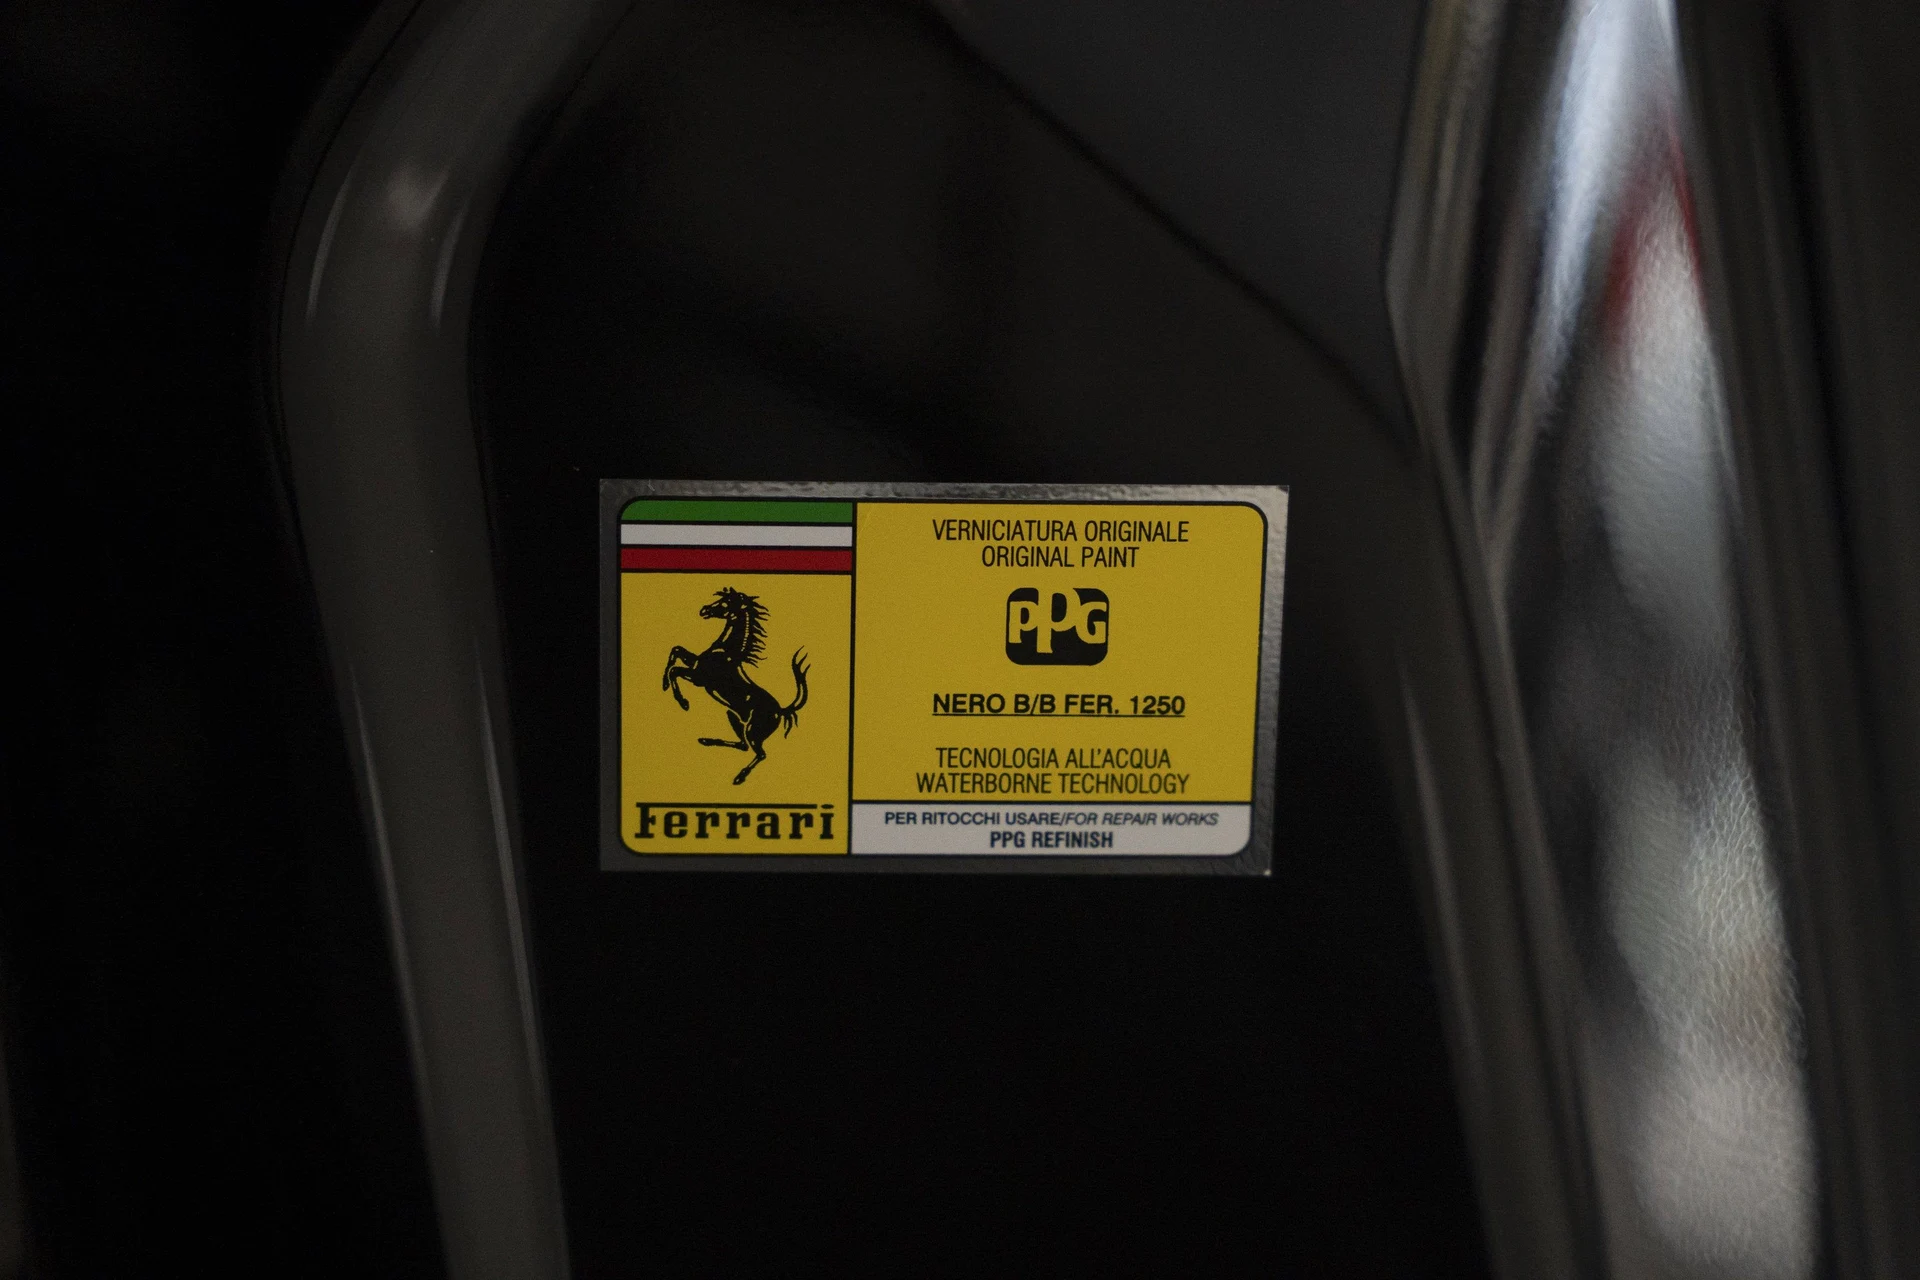 Ferrari
VERNICIATURA ORIGINALE
ORIGINAL PAINT
PPG
NERO B/B FER. 1250
TECNOLOGIA ALL'ACQUA
WATERBORNE TECHNOLOGY
PER RITOCCHI USARE/FOR REPAIR WORKS
PPG REFINISH